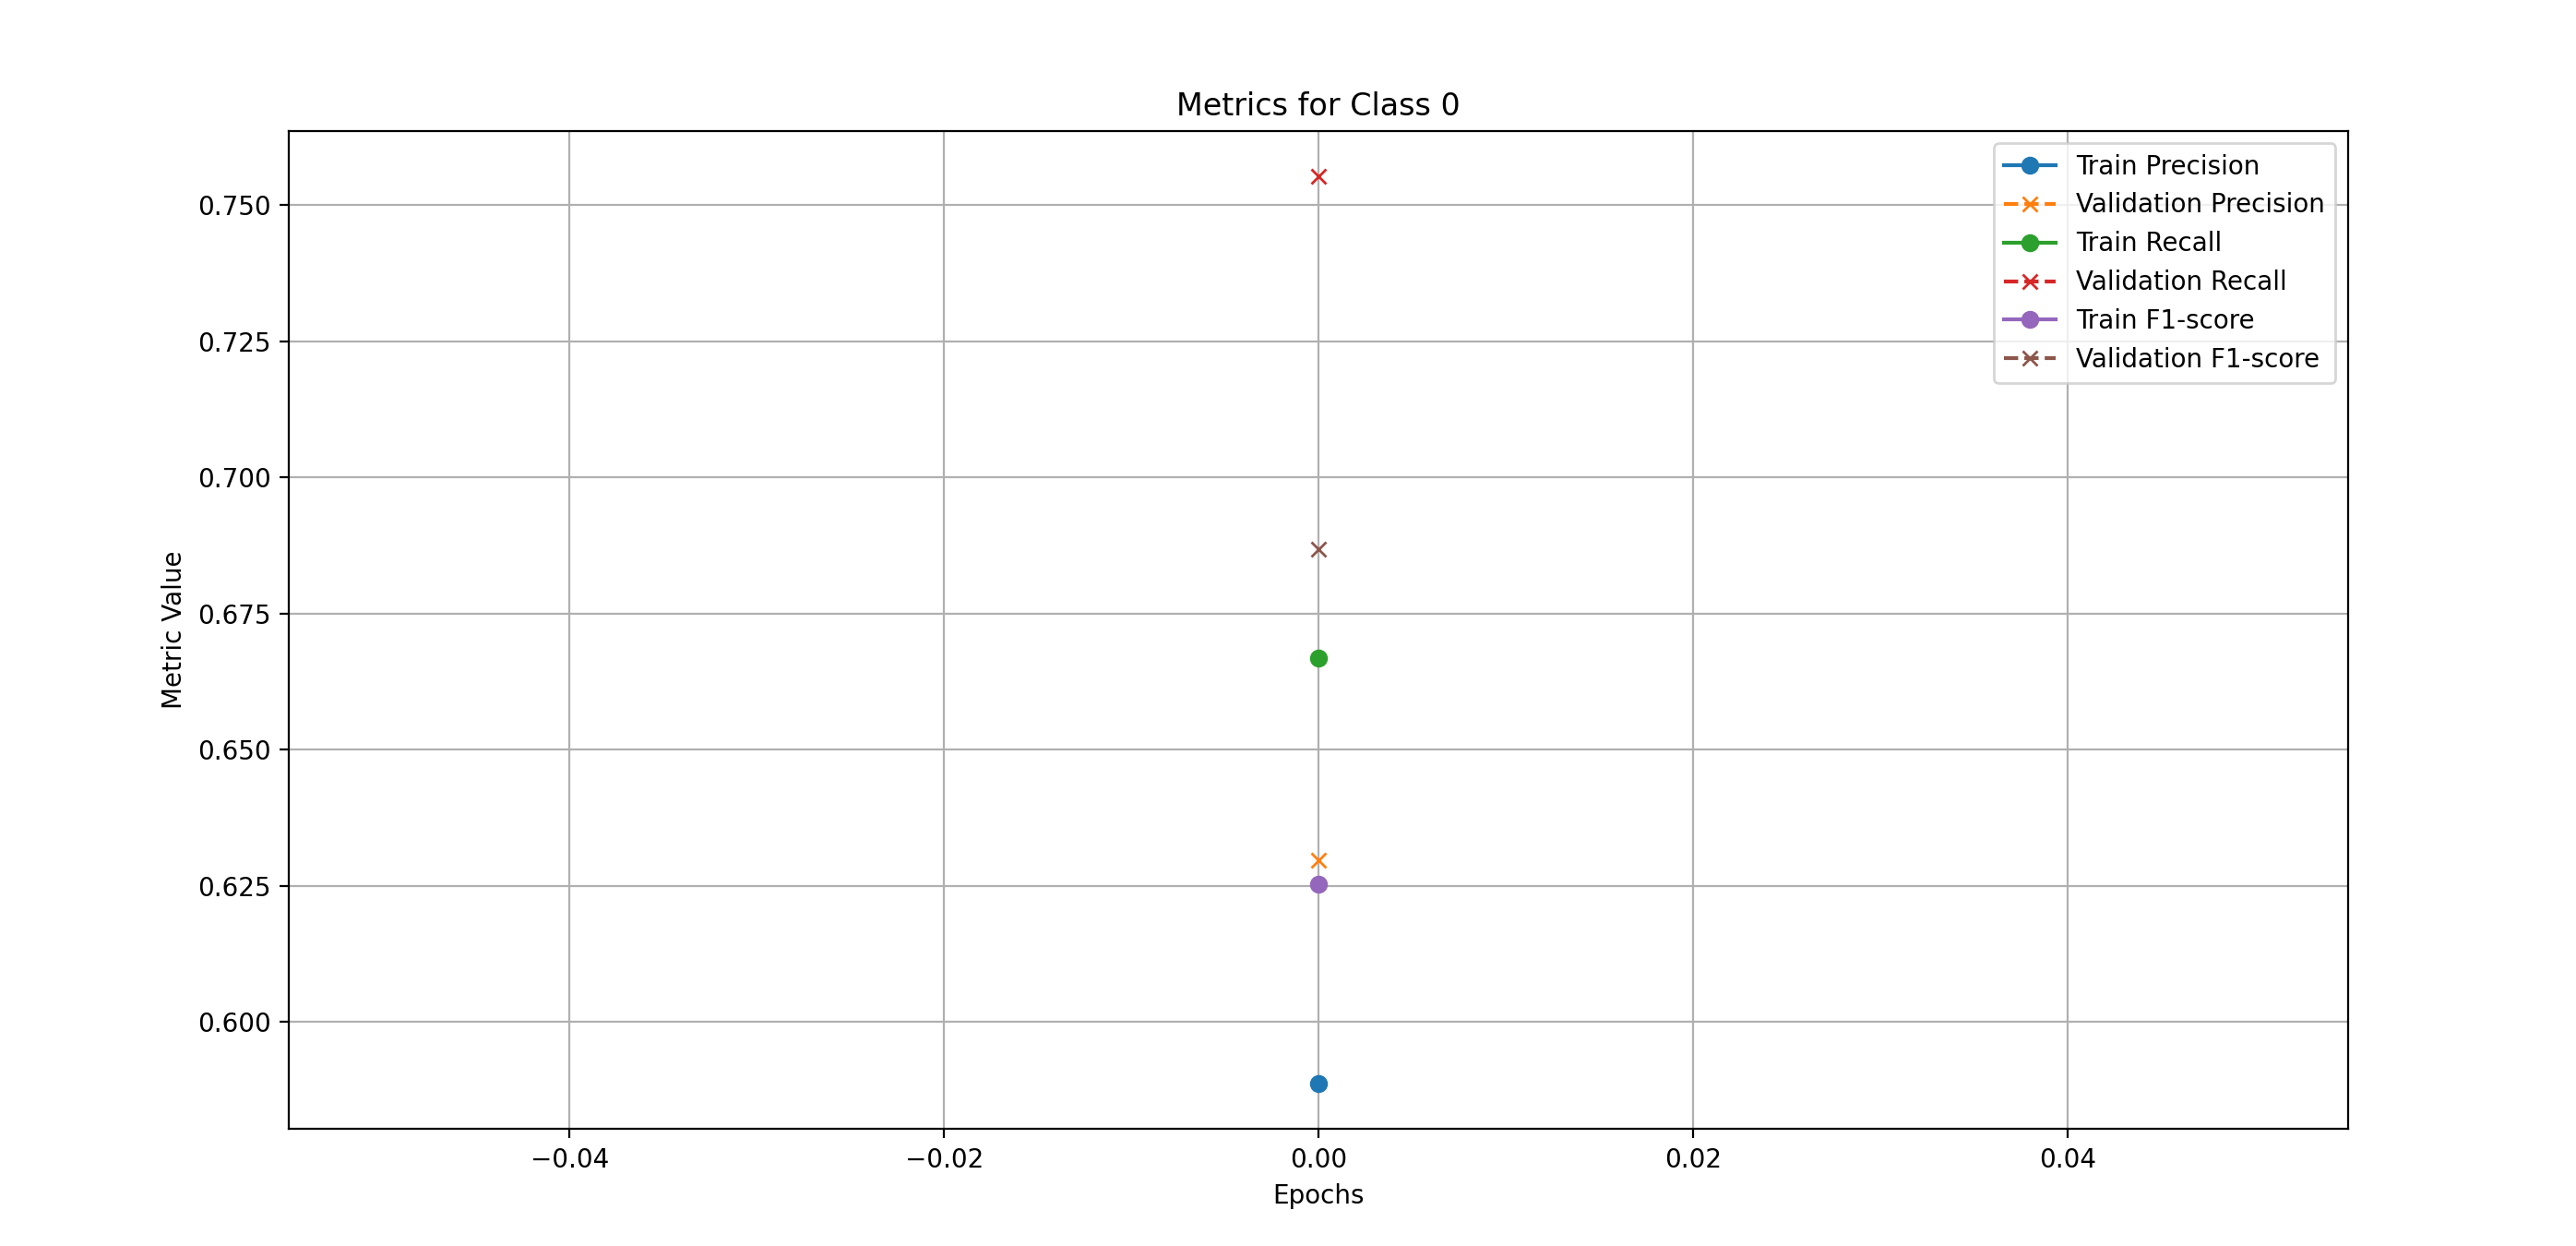 Metrics for Class 0
Train Precision
Validation Precision
Train Recall
Validation Recall
Train F1-score
Validation F1-score
Metric Value
0.750
0.725
0.700
0.675
0.650
0.625
0.600
−0.04
−0.02
0.00
0.02
0.04
Epochs